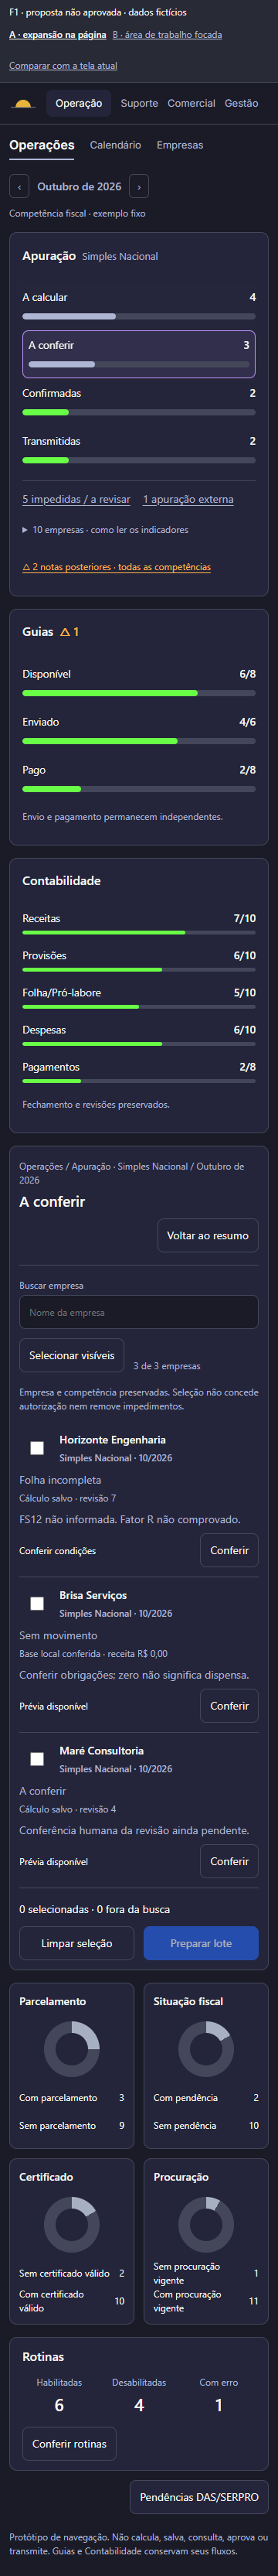 F1 · proposta não aprovada · dados fictícios
A · expansão na página B · área de trabalho focada
Comparar com a tela atual
Operação Suporte Comercial Gestão
Operações Calendário Empresas
‹ Outubro de 2026 ›
Competência fiscal · exemplo fixo
Apuração Simples Nacional
A calcular 4
A conferir 3
Confirmadas 2
Transmitidas 2
5 impedidas / a revisar 1 apuração externa
▶ 10 empresas · como ler os indicadores
△ 2 notas posteriores · todas as competências
Guias △ 1
Disponível 6/8
Enviado 4/6
Pago 2/8
Envio e pagamento permanecem independentes.
Contabilidade
Receitas 7/10
Provisões 6/10
Folha/Pró-labore 5/10
Despesas 6/10
Pagamentos 2/8
Fechamento e revisões preservados.
Operações / Apuração · Simples Nacional / Outubro de
2026
A conferir
Voltar ao resumo
Buscar empresa
Nome da empresa
Selecionar visíveis 3 de 3 empresas
Empresa e competência preservadas. Seleção não concede
autorização nem remove impedimentos.
Horizonte Engenharia
Simples Nacional · 10/2026
Folha incompleta
Cálculo salvo · revisão 7
FS12 não informada. Fator R não comprovado.
Conferir condições Conferir
Brisa Serviços
Simples Nacional · 10/2026
Sem movimento
Base local conferida · receita R$ 0,00
Conferir obrigações; zero não significa dispensa.
Prévia disponível Conferir
Maré Consultoria
Simples Nacional · 10/2026
A conferir
Cálculo salvo · revisão 4
Conferência humana da revisão ainda pendente.
Prévia disponível Conferir
0 selecionadas · 0 fora da busca
Limpar seleção Preparar lote
Parcelamento
Com parcelamento 3
Sem parcelamento 9
Situação fiscal
Com pendência 2
Sem pendência 10
Certificado
Sem certificado válido 2
Com certificado
válido 10
Procuração
Sem procuração
vigente 1
Com procuração
vigente 11
Rotinas
Habilitadas Desabilitadas Com erro
6 4 1
Conferir rotinas
Pendências DAS/SERPRO
Protótipo de navegação. Não calcula, salva, consulta, aprova ou
transmite. Guias e Contabilidade conservam seus fluxos.